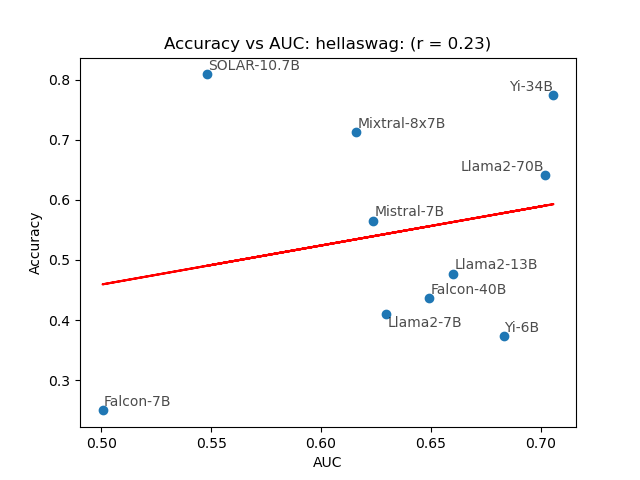 Accuracy vs AUC: hellaswag: (r = 0.23)
SOLAR-10.7B
Yi-34B
Mixtral-8x7B
Llama2-70B
Mistral-7B
Llama2-13B
Falcon-40B
Llama2-7B
Yi-6B
Falcon-7B
Accuracy
0.8
0.7
0.6
0.5
0.4
0.3
0.50 0.55 0.60 0.65 0.70
AUC